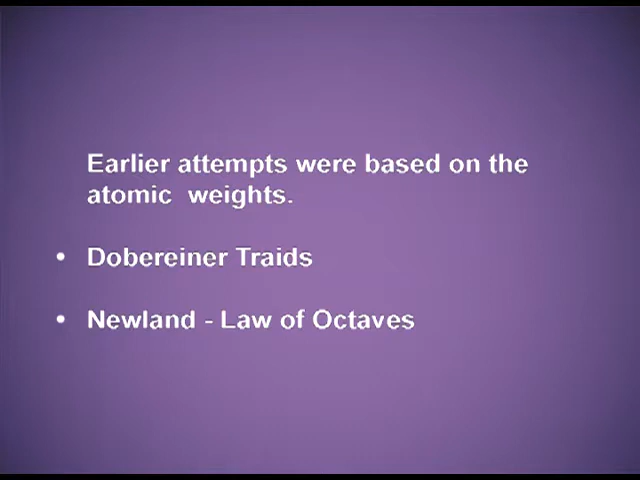 Earlier attempts were based on the
atomic weights.
• Dobereiner Traids
• Newland - Law of Octaves